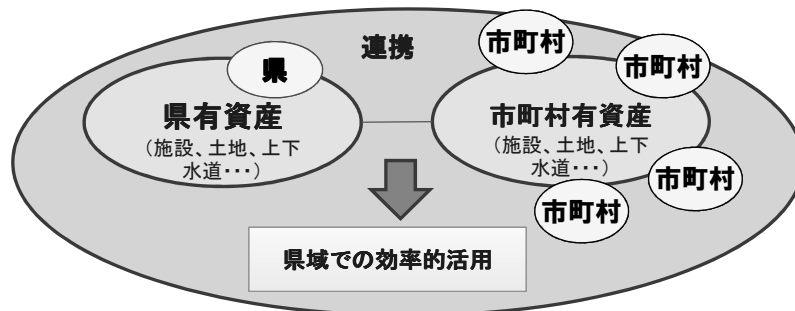 連携
県
県有資産
（施設、土地、上下
水道･･･）
市町村
市町村
市町村有資産
（施設、土地、上下
水道･･･）
市町村
市町村
県域での効率的活用